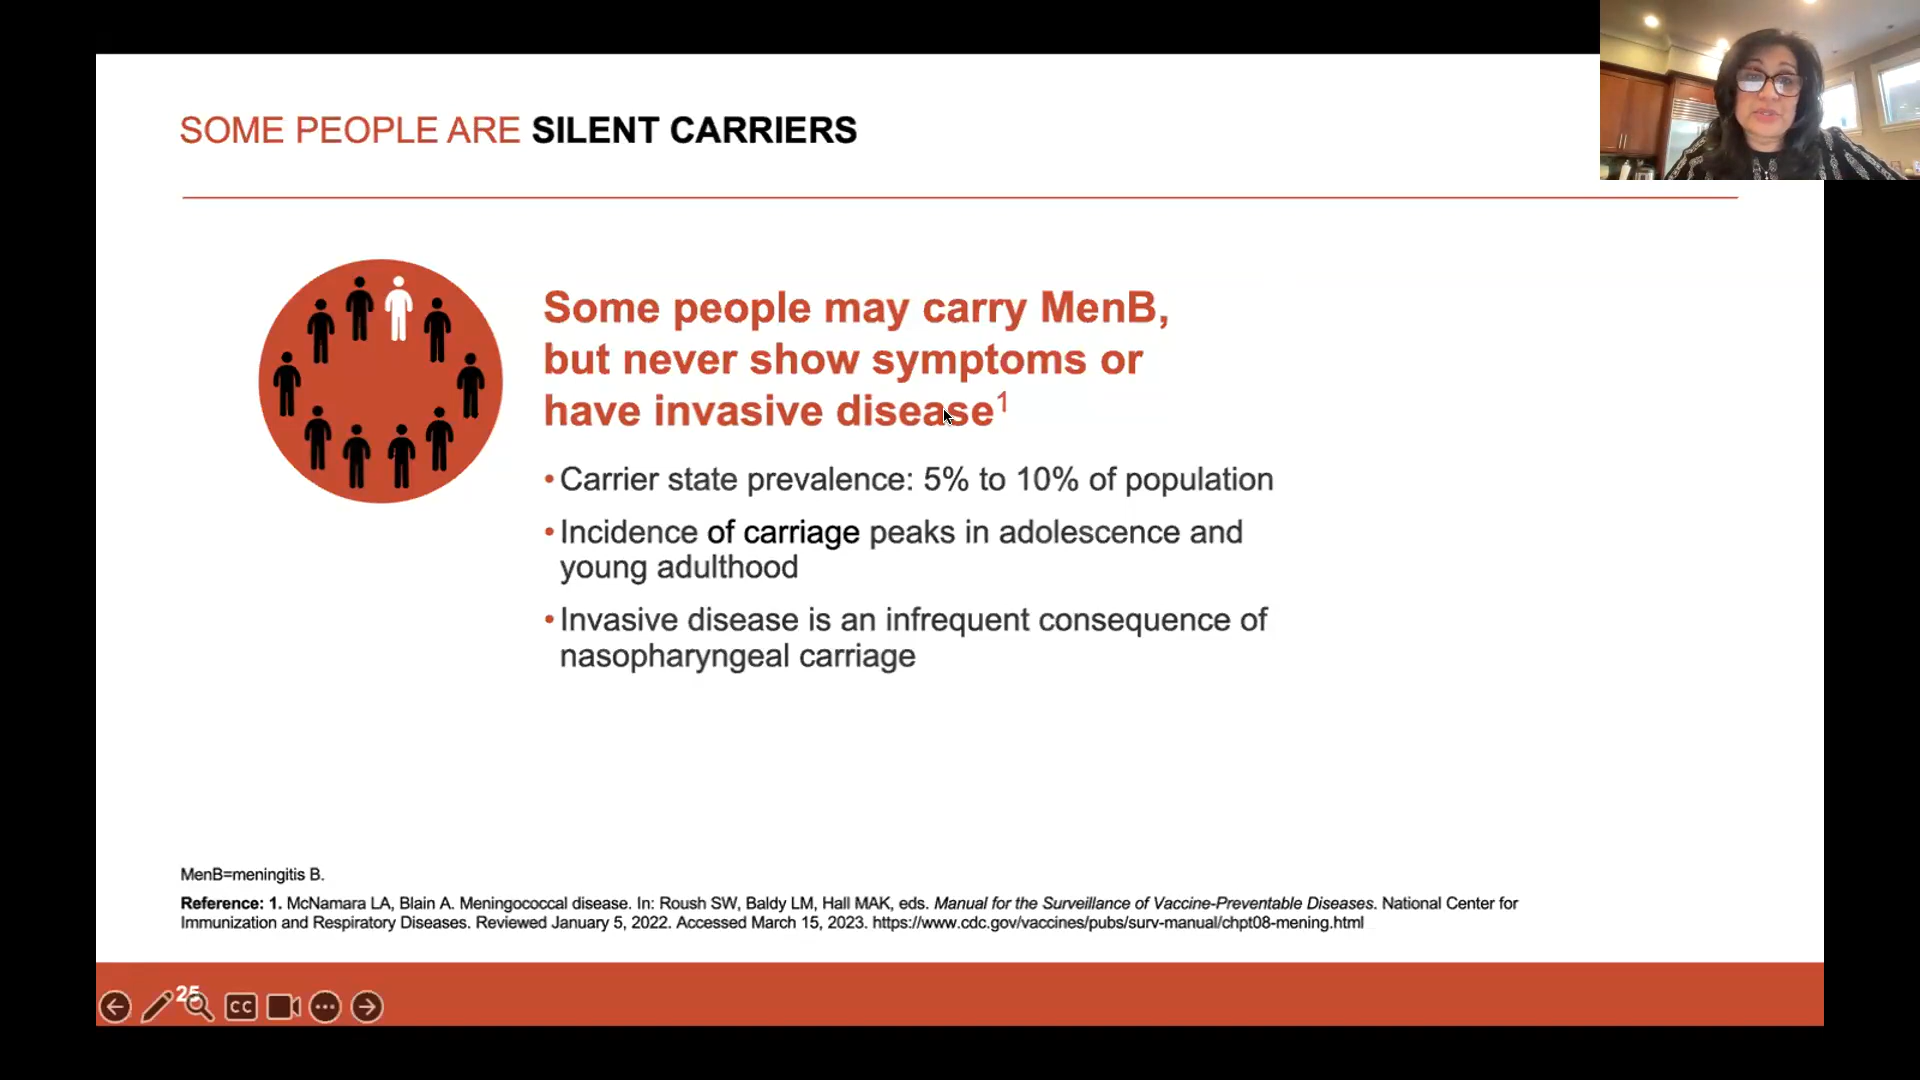 SOME PEOPLE ARE SILENT CARRIERS
Some people may carry MenB,
but never show symptoms or
have invasive disease1
• Carrier state prevalence: 5% to 10% of population
• Incidence of carriage peaks in adolescence and
young adulthood
• Invasive disease is an infrequent consequence of
nasopharyngeal carriage
MenB=meningitis B.
Reference: 1. McNamara LA, Blain A. Meningococcal disease. In: Roush SW, Baldy LM, Hall MAK, eds. Manual for the Surveillance of Vaccine-Preventable Diseases. National Center for
Immunization and Respiratory Diseases. Reviewed January 5, 2022. Accessed March 15, 2023. https://www.cdc.gov/vaccines/pubs/surv-manual/chpt08-mening.html
25
CC